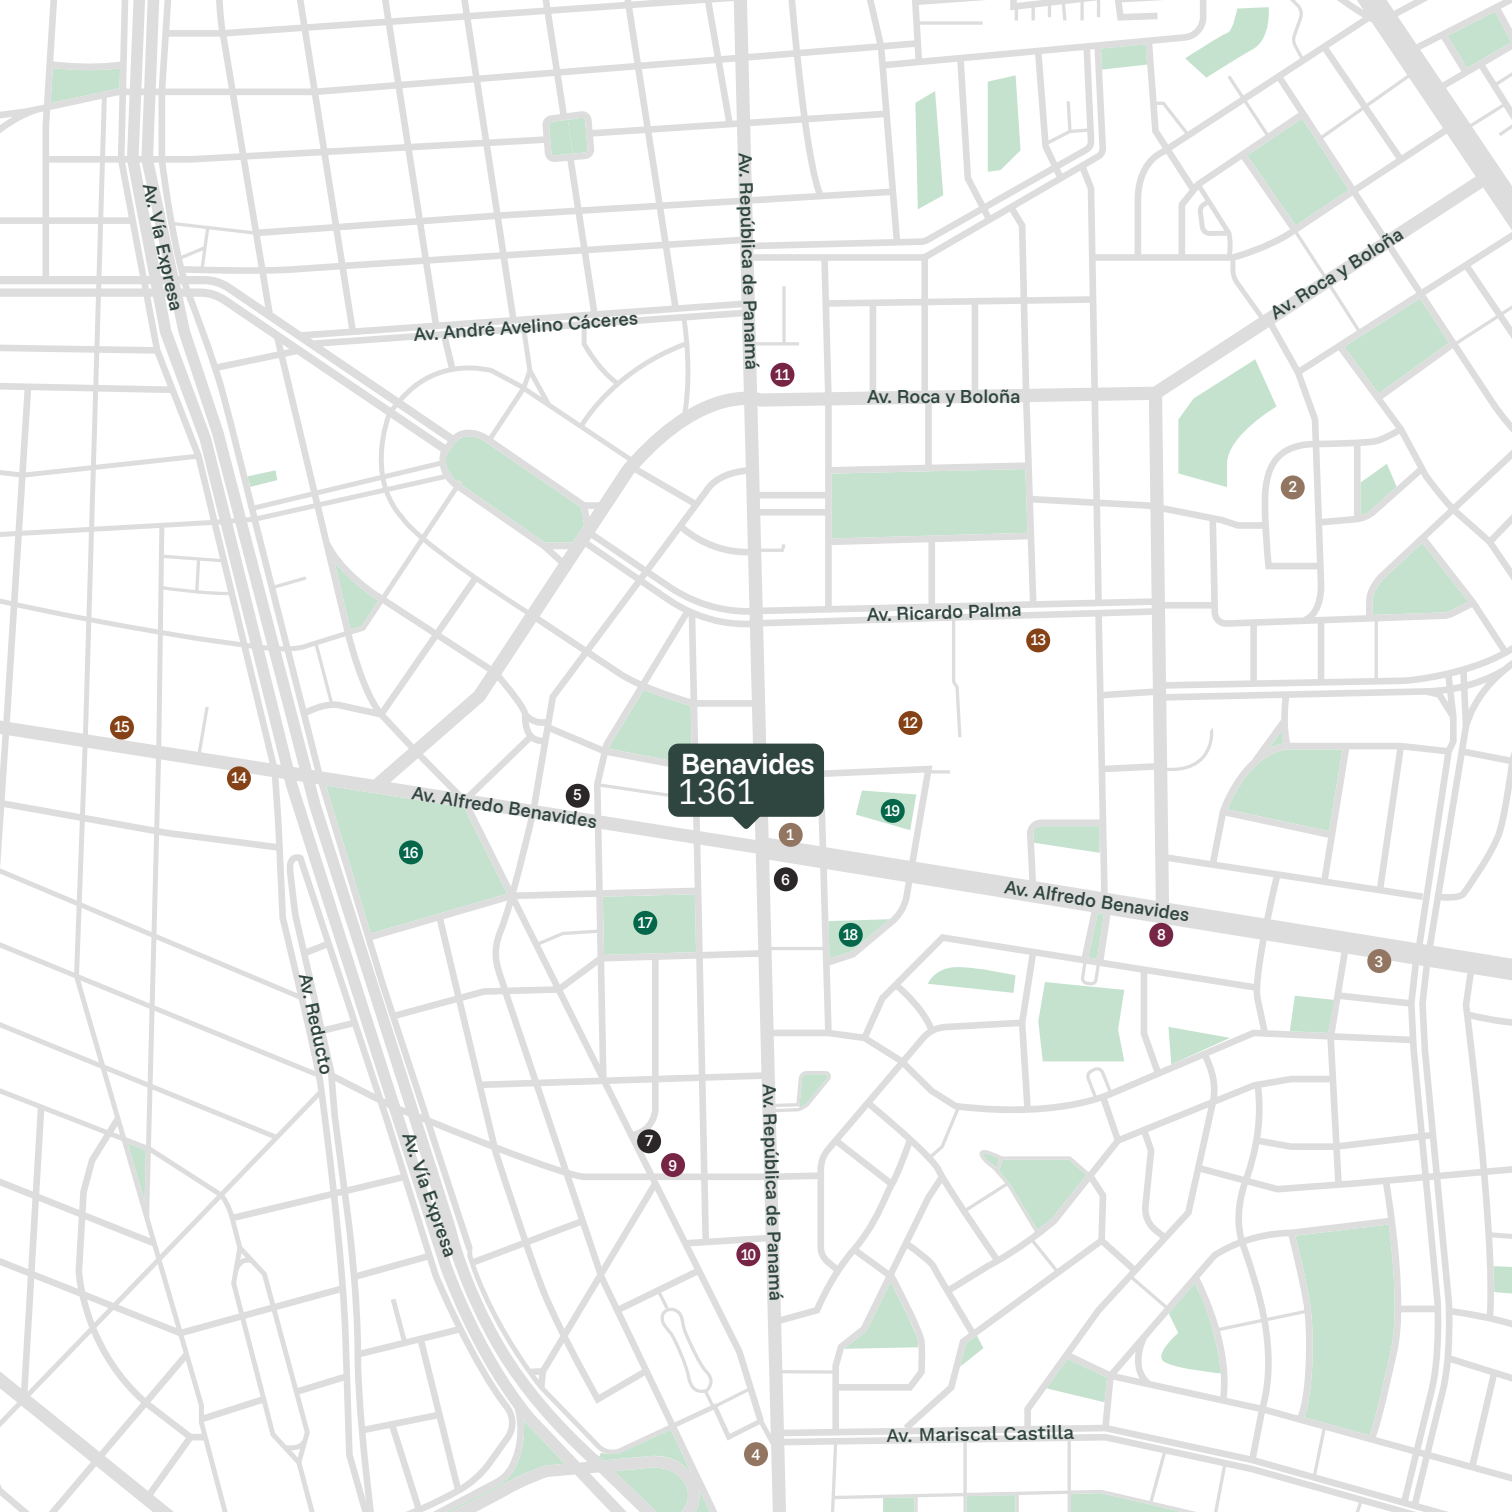 Av. República de Panamá
Av. Vía Expresa
Av. Roca y Boloña
Av. André Avelino Cáceres
11
Av. Roca y Boloña
2
Av. Ricardo Palma
13
15
12
14
Benavides
1361
5
Av. Alfredo Benavides
19
1
16
6
Av. Alfredo Benavides
17
18
8
3
Av. Reducto
Av. República de Panamá
Av. Vía Expresa
7
9
10
Av. Mariscal Castilla
4